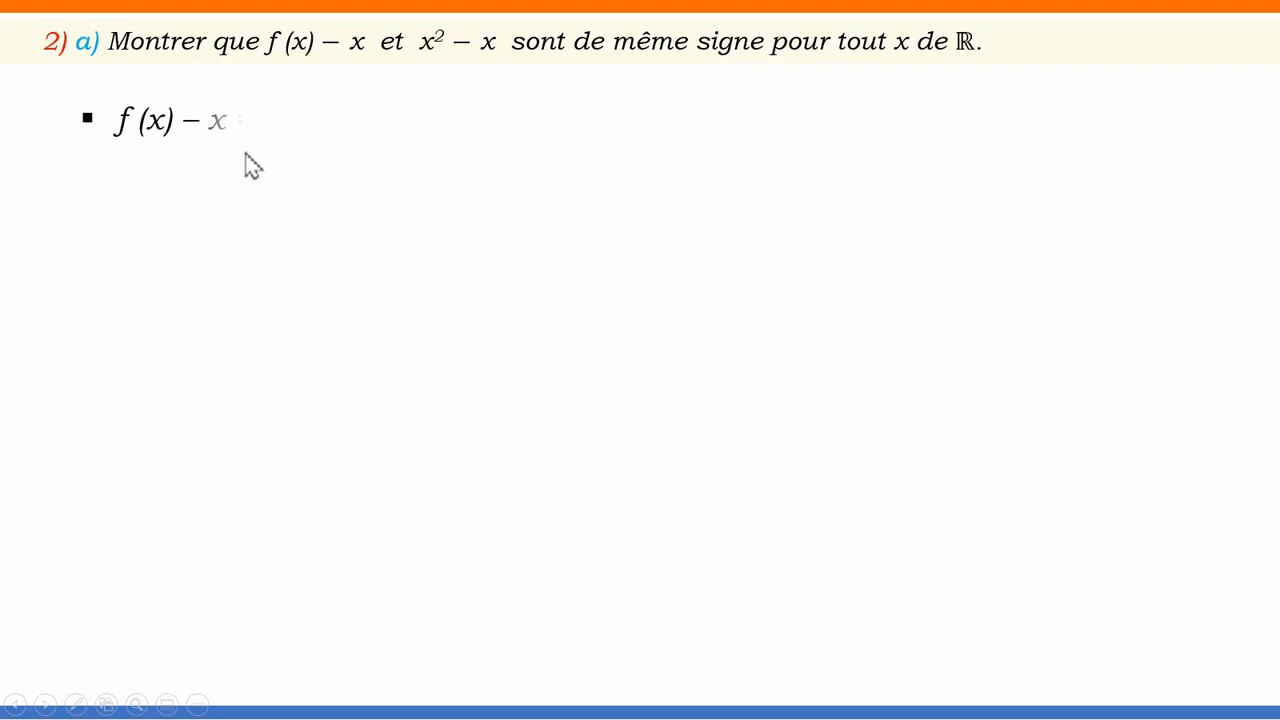 2) a) Montrer que f (x) − x et x² − x sont de même signe pour tout x de ℝ.
▪ f (x) − x